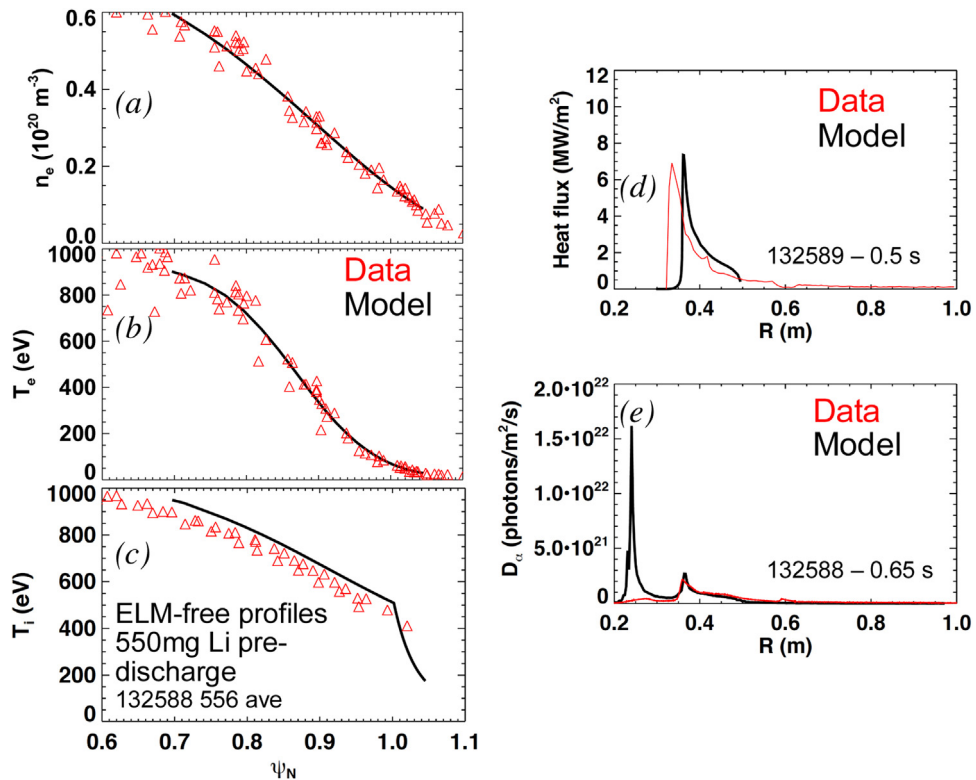 0.6
0.4
0.2
0.0
n_e (10^20 m^-3)
(a)
1000
800
600
400
200
0
T_e (eV)
(b)
Data
Model
1000
800
600
400
200
0
T_i (eV)
(c)
ELM-free profiles
550mg Li pre-
discharge
132588 556 ave
0.6 0.7 0.8 0.9 1.0 1.1
ψ_N
12
10
8
6
4
2
0
Heat flux (MW/m²)
Data
Model
(d)
132589 – 0.5 s
0.2 0.4 0.6 0.8 1.0
R (m)
2.0•10^22
1.5•10^22
1.0•10^22
5.0•10^21
0
D_α (photons/m²/s)
(e)
Data
Model
132588 – 0.65 s
0.2 0.4 0.6 0.8 1.0
R (m)